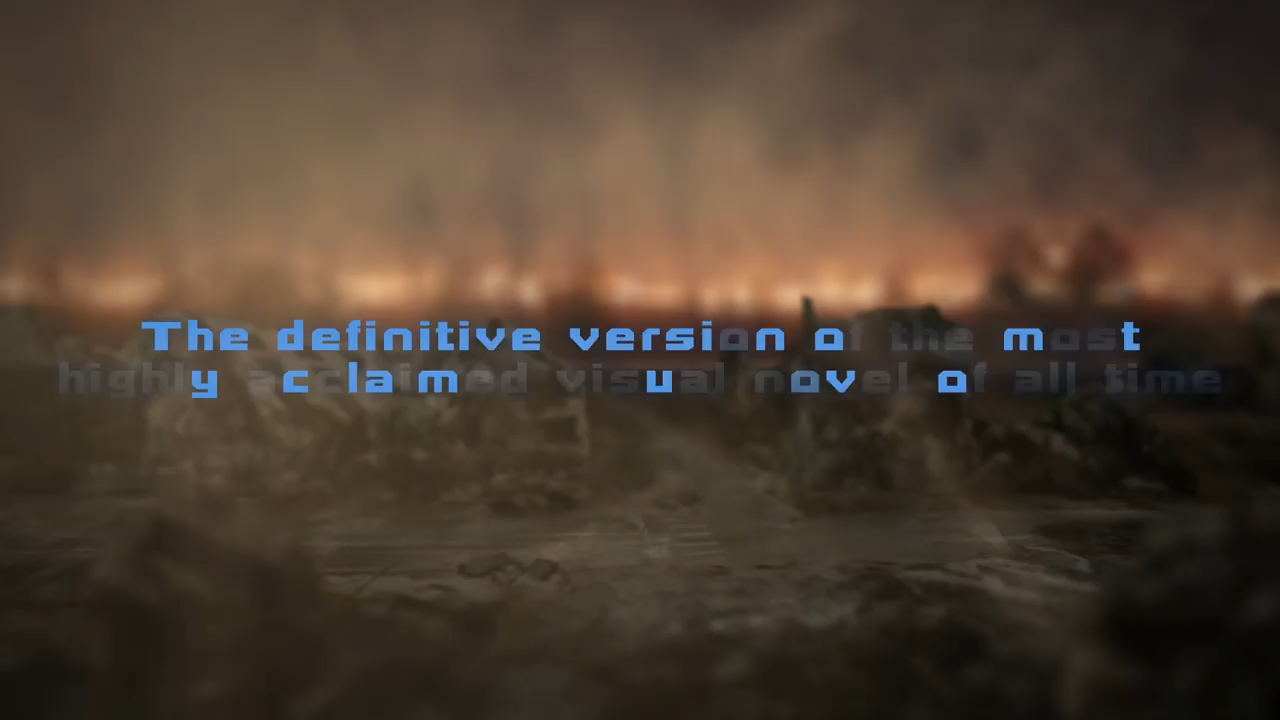 The definitive version of the most
highly acclaimed visual novel of all time